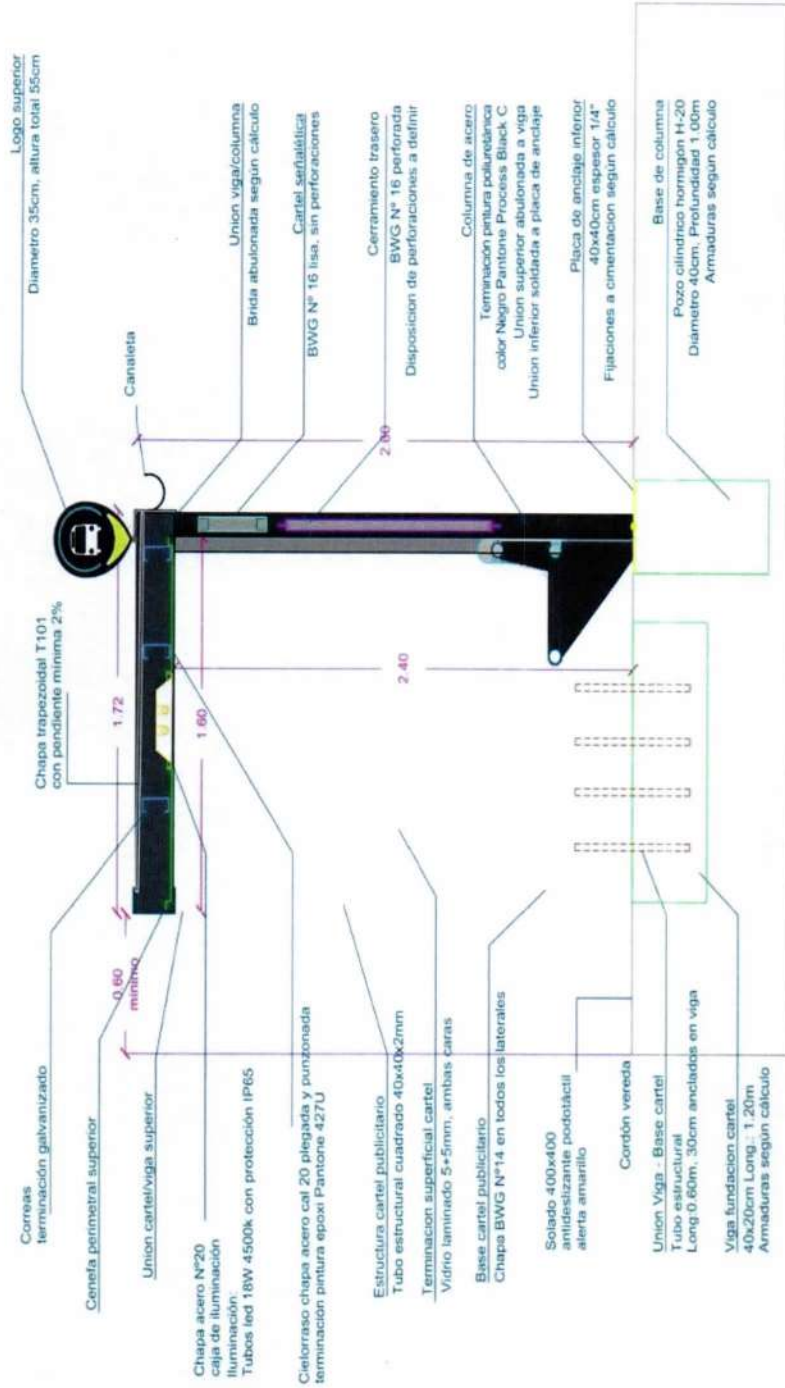 Logo superior
Diametro 35cm, altura total 55cm
Canaleta
Union viga/columna
Brida abulonada según cálculo
Cartel señalética
BWG Nº 16 lisa, sin perforaciones
Cerramiento trasero
BWG Nº 16 perforada
Disposicion de perforaciones a definir
Columna de acero
Terminación pintura poliuretánica
color Negro Pantone Process Black C
Union superior abulonada a viga
Union inferior soldada a placa de anclaje
Placa de anclaje inferior
40x40cm espesor 1/4"
Fijaciones a cimentacion según cálculo
Base de columna
Pozo cilíndrico hormigón H-20
Diámetro 40cm, Profundidad 1.00m
Armaduras según cálculo
Chapa trapezoidal T101
con pendiente mínima 2%
1.72
1.60
2.40
0.60
minimo
Correas
terminación galvanizado
Cenefa perimetral superior
Union cartel/viga superior
Chapa acero Nº20
caja de iluminación
Iluminación:
Tubos led 18W 4500k con protección IP65
Cielorraso chapa acero cal 20 plegada y punzonada
terminación pintura epoxi Pantone 427U
Estructura cartel publicitario
Tubo estructural cuadrado 40x40x2mm
Terminacion superficial cartel
Vidrio laminado 5+5mm, ambas caras
Base cartel publicitario
Chapa BWG Nº14 en todos los laterales
Solado 400x400
antideslizante podotáctil
alerta amarillo
Cordón vereda
Union Viga - Base cartel
Tubo estructural
Long:0.60m, 30cm anclados en viga
Viga fundacion cartel
40x20cm Long.: 1,20m
Armaduras según cálculo